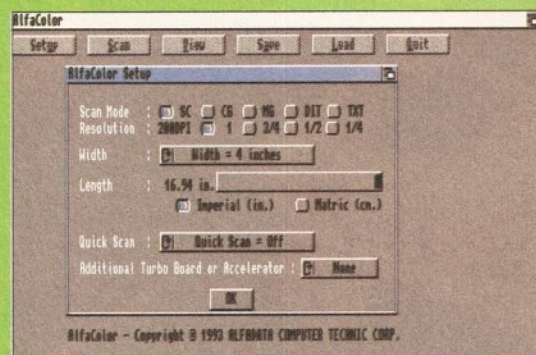 AlfaColor
Setup Scan View Save Load Quit
AlfaColor Setup
Scan Mode : SC CG MG DIT TXT
Resolution : 200DPI 1 3/4 1/2 1/4
Width : Width = 4 inches
Length : 16.54 in.
Imperial (in.) Matric (cm.)
Quick Scan : Quick Scan = Off
Additional Turbo Board or Accelerator : None
OK
AlfaColor - Copyright © 1993 ALFADATA COMPUTER TECHNIC CORP.